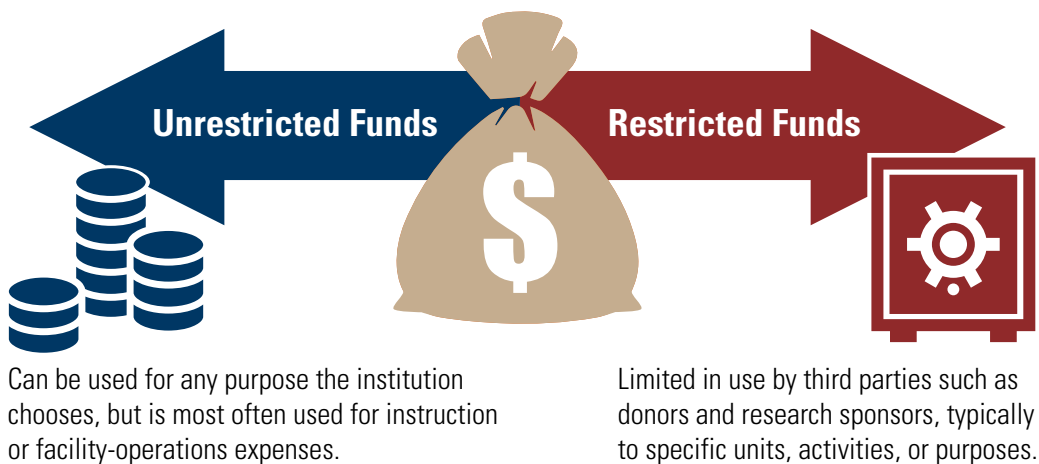 Unrestricted Funds
Restricted Funds
$
Can be used for any purpose the institution
chooses, but is most often used for instruction
or facility-operations expenses.
Limited in use by third parties such as
donors and research sponsors, typically
to specific units, activities, or purposes.